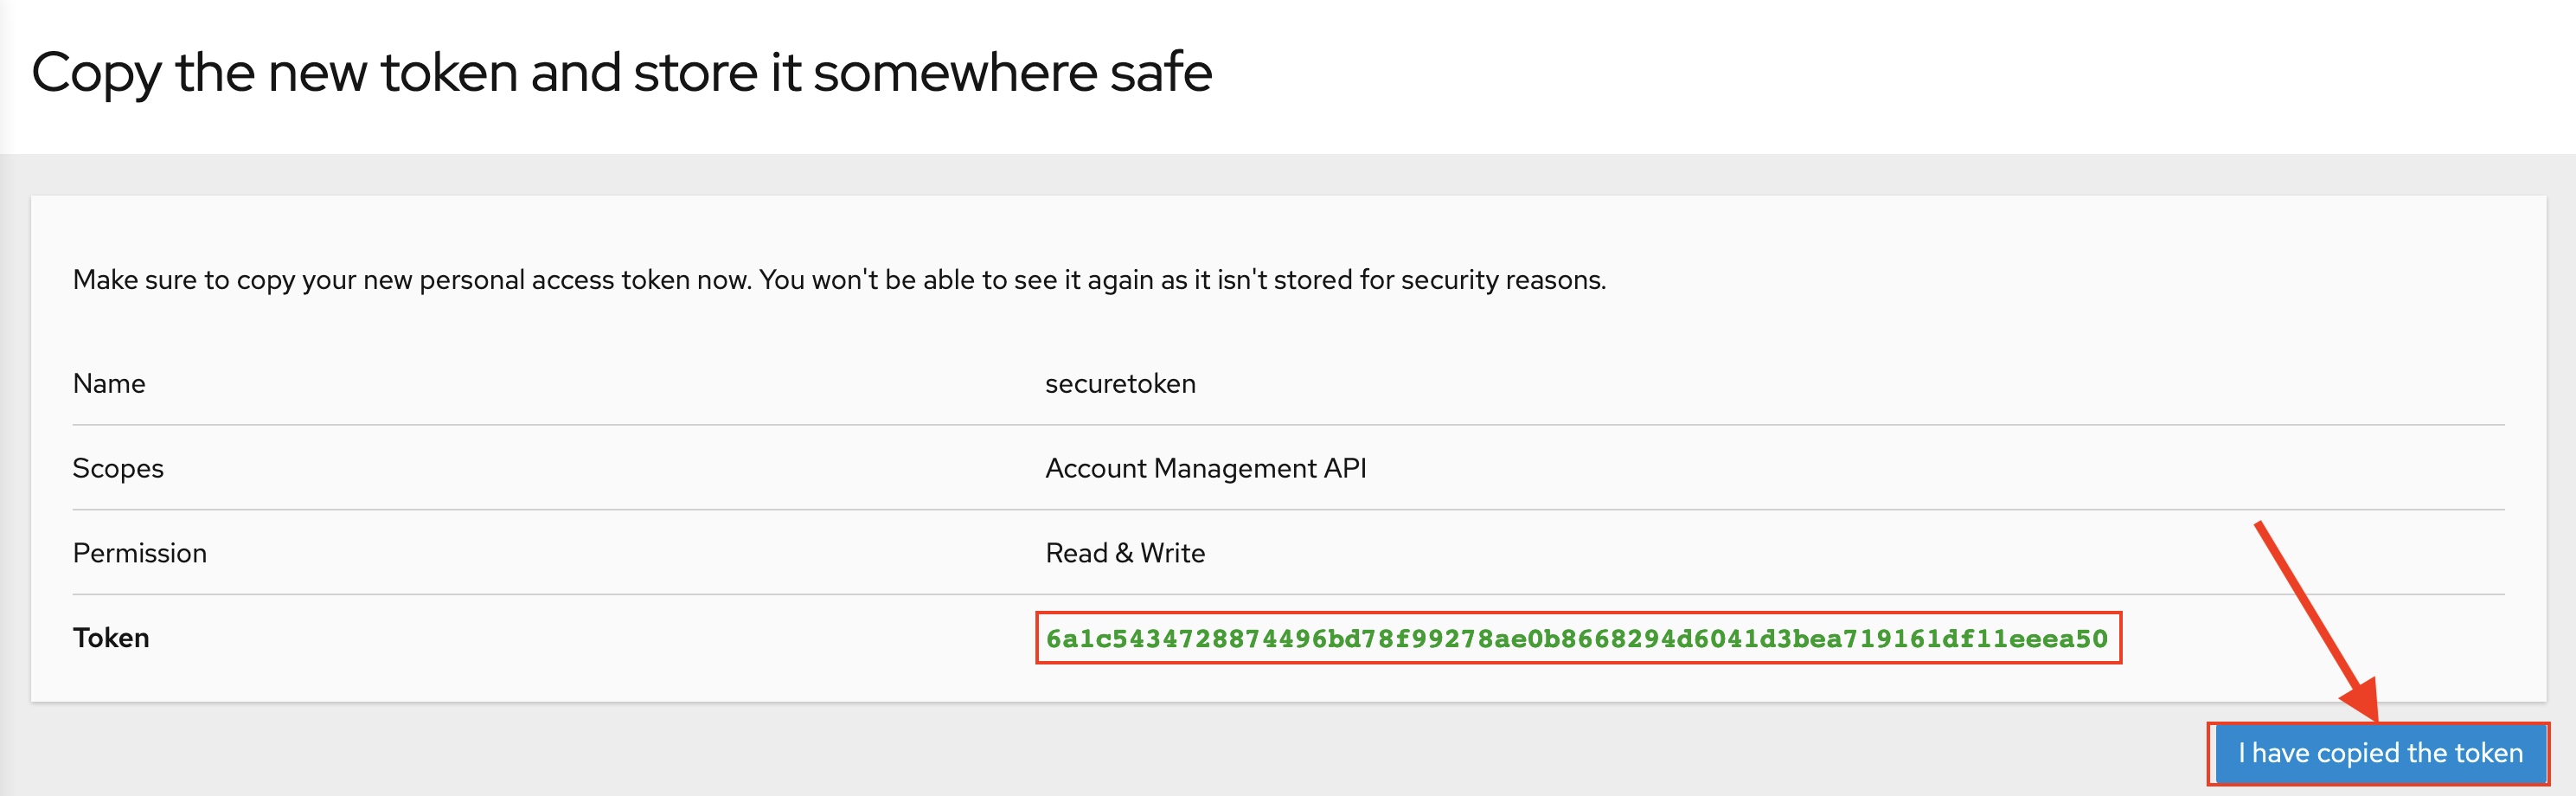 Copy the new token and store it somewhere safe
Make sure to copy your new personal access token now. You won't be able to see it again as it isn't stored for security reasons.
Name securetoken
Scopes Account Management API
Permission Read & Write
Token 6a1c5434728874496bd78f99278ae0b8668294d6041d3bea719161df11eeea50
I have copied the token